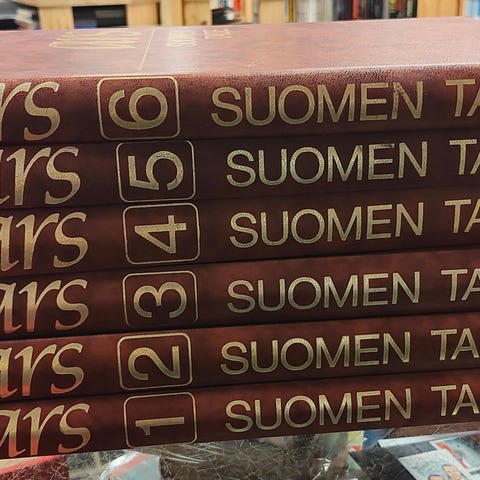 ars 6 SUOMEN TA
ars 5 SUOMEN TA
ars 4 SUOMEN TA
ars 3 SUOMEN TA
ars 2 SUOMEN TA
ars 1 SUOMEN TA